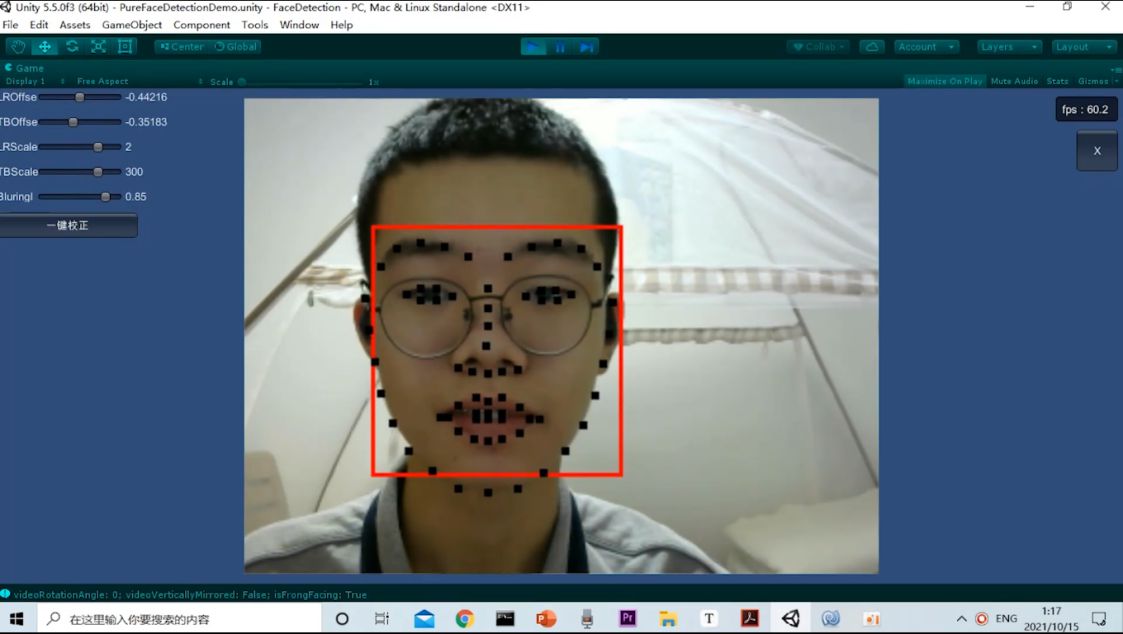 Unity 5.5.0f3 (64bit) - PureFaceDetectionDemo.unity - FaceDetection - PC, Mac & Linux Standalone <DX11>
File Edit Assets GameObject Component Tools Window Help
Center Global Collab Account Layers Layout
Game
Display 1 Free Aspect Scale 1x Maximize On Play Mute Audio Stats Gizmos
LROffse -0.44216
fps : 60.2
TBOffse -0.35183
LRScale 2
X
TBScale 300
Bluringl 0.85
一键校正
videoRotationAngle: 0; videoVerticallyMirrored: False; isFrongFacing: True
在这里输入你要搜索的内容
Pr
P
T
ENG
1:17
2021/10/15